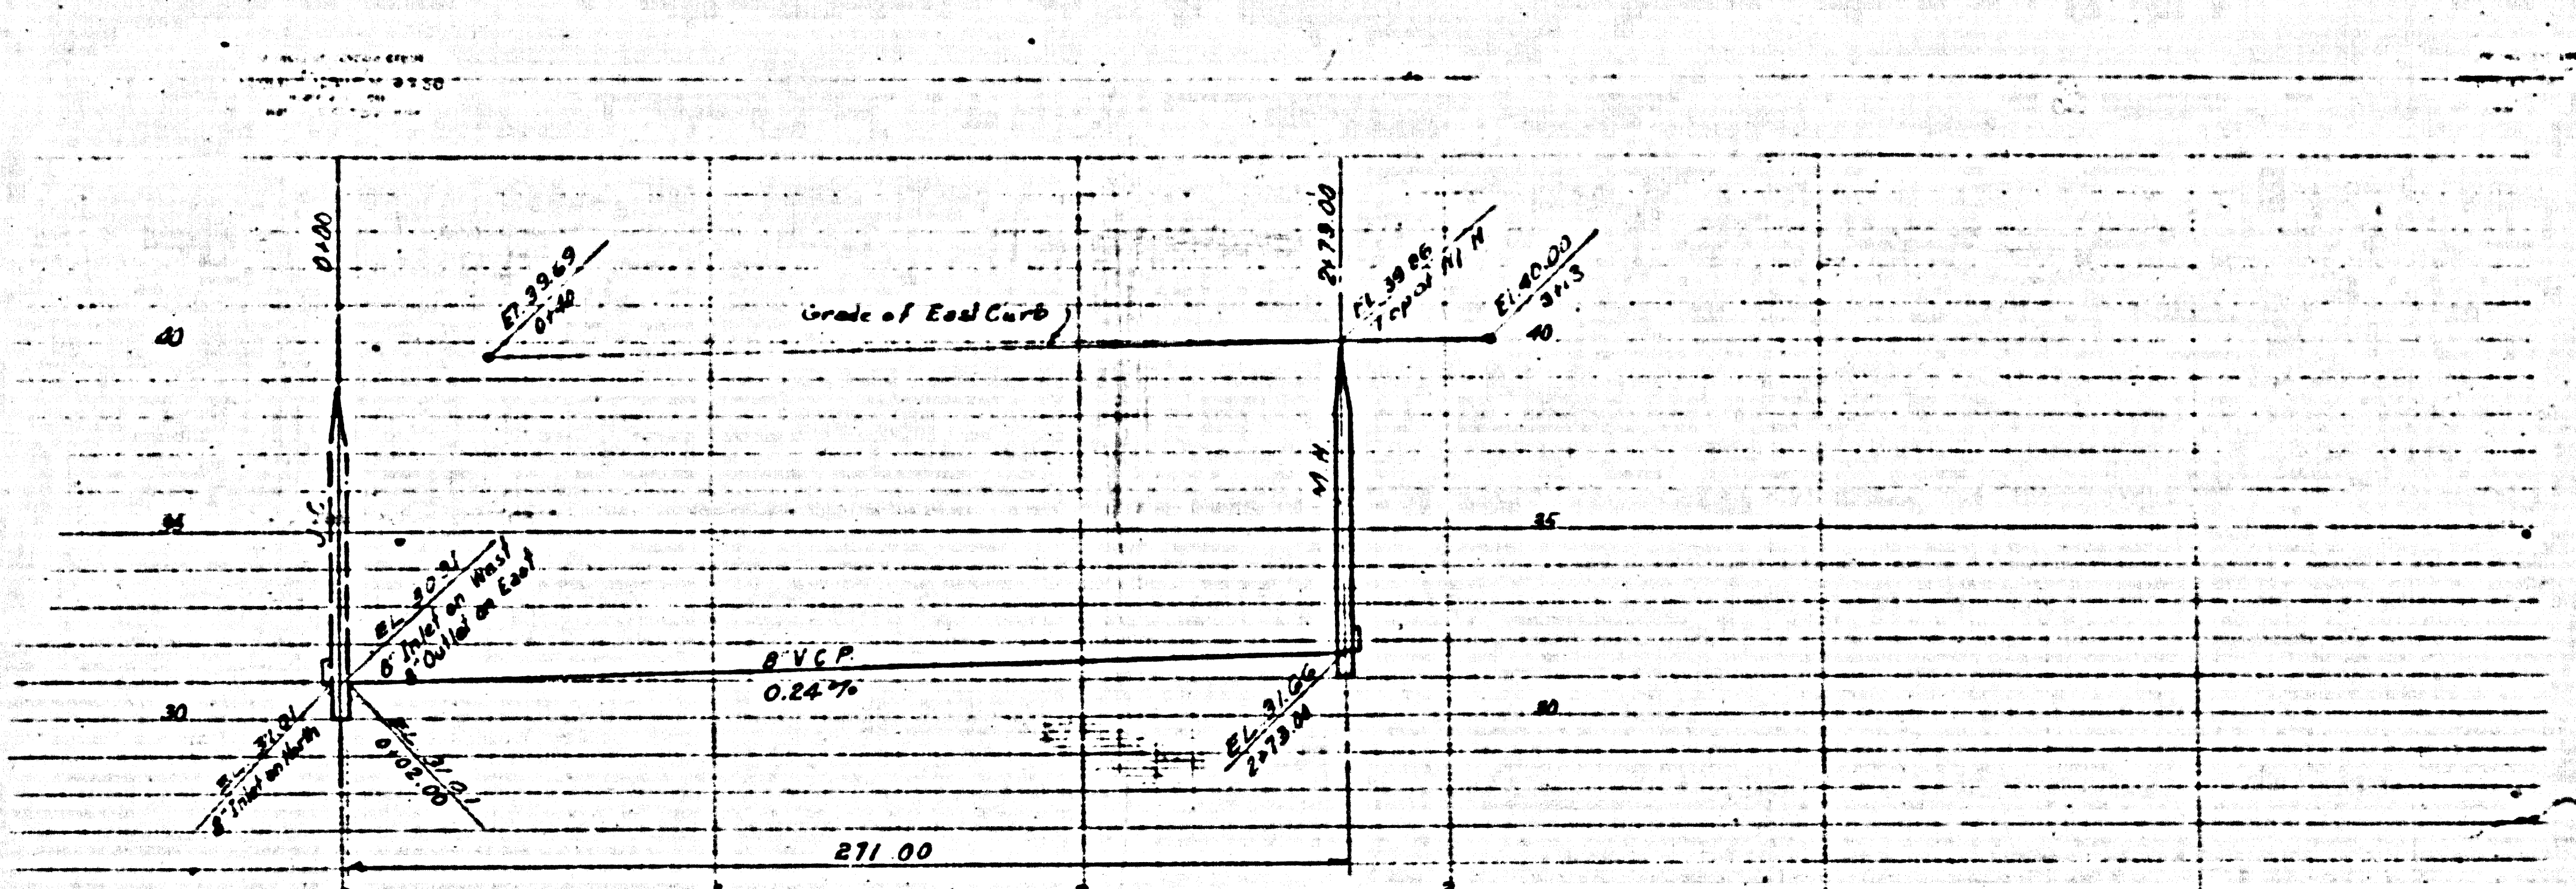 0+00
2+73.00
El. 39.69
0+40
Grade of East Curb
EL. 39.86
Top of M H
El. 40.00
3+13
40
40
M.H.
35
35
EL 30.91
8" Inlet on West
8" Outlet on East
8" V C P.
0.24%
30
30
EL 31.01
8" Inlet on North
EL 31.01
0+02.00
EL 31.66
2+73.00
271.00